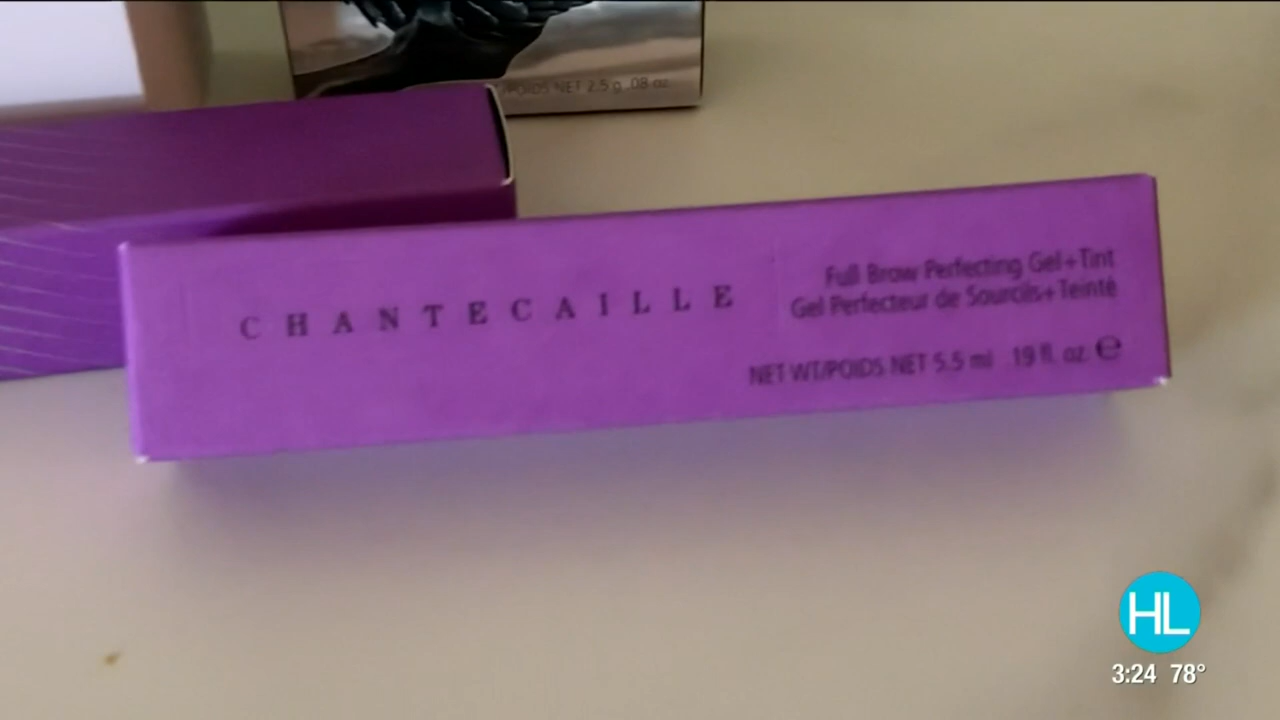 POIDS NET 2.5 g .08 oz.
CHANTECAILLE
Full Brow Perfecting Gel+Tint
Gel Perfecteur de Sourcils+Teinté
NET WT/POIDS NET 5.5 ml .19 fl. oz. ℮
HL
3:24 78°